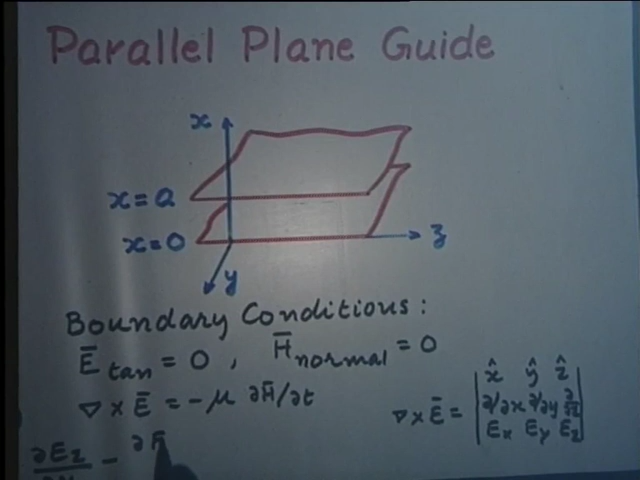 Parallel Plane Guide
x
x = a
x = 0
z
y
Boundary Conditions:
E̅tan = 0 , H̅normal = 0
∇ × E̅ = -μ ∂H̅/∂t
∇ × E̅ =
x̂ ŷ ẑ
∂/∂x ∂/∂y ∂/∂z
Ex Ey Ez
∂Ez -